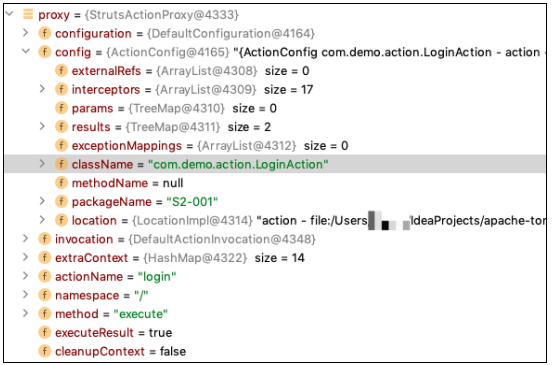 proxy = {StrutsActionProxy@4333}
configuration = {DefaultConfiguration@4164}
config = {ActionConfig@4165} "{ActionConfig com.demo.action.LoginAction - action -
externalRefs = {ArrayList@4308} size = 0
interceptors = {ArrayList@4309} size = 17
params = {TreeMap@4310} size = 0
results = {TreeMap@4311} size = 2
exceptionMappings = {ArrayList@4312} size = 0
className = "com.demo.action.LoginAction"
methodName = null
packageName = "S2-001"
location = {LocationImpl@4314} "action - file:/Users IdeaProjects/apache-tor
invocation = {DefaultActionInvocation@4348}
extraContext = {HashMap@4322} size = 14
actionName = "login"
namespace = "/"
method = "execute"
executeResult = true
cleanupContext = false